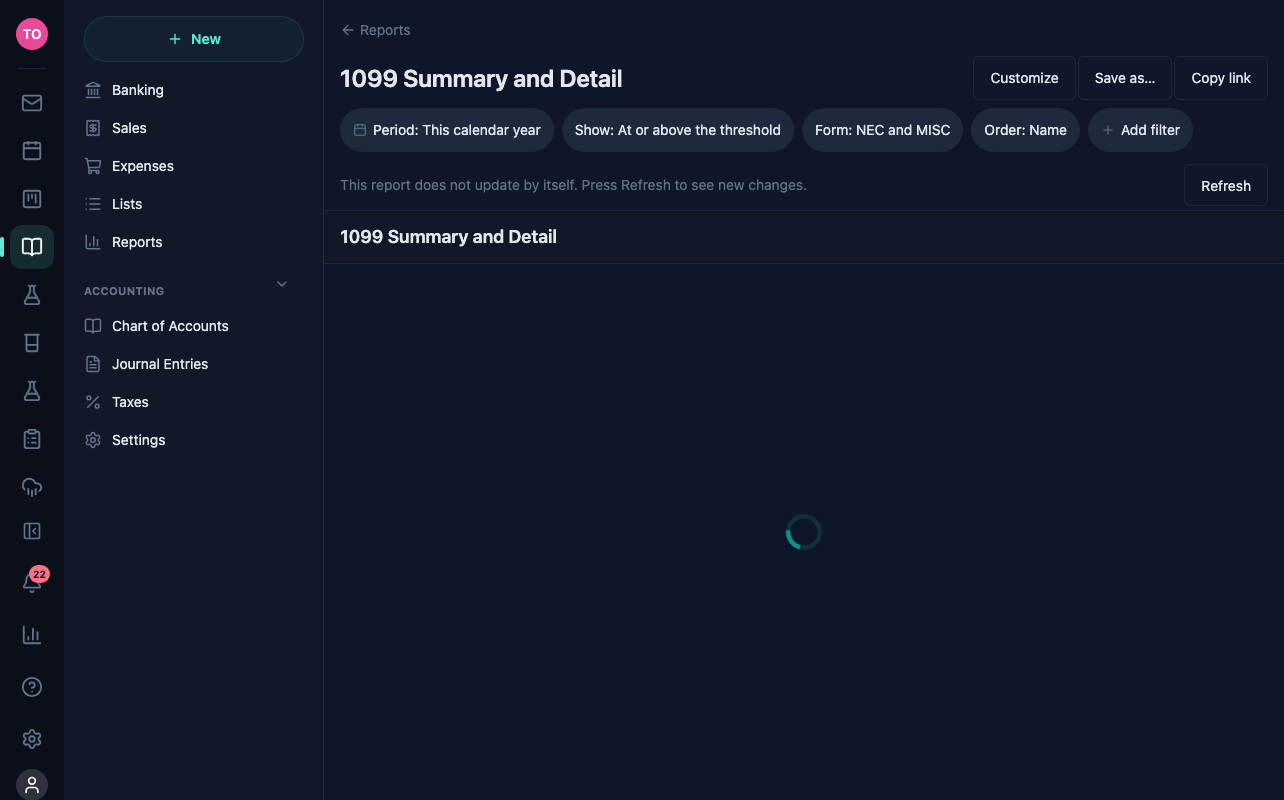 TO
22
New
Banking
Sales
Expenses
Lists
Reports
ACCOUNTING
Chart of Accounts
Journal Entries
Taxes
Settings
Reports
1099 Summary and Detail
Customize
Save as...
Copy link
Period: This calendar year
Show: At or above the threshold
Form: NEC and MISC
Order: Name
Add filter
This report does not update by itself. Press Refresh to see new changes.
Refresh
1099 Summary and Detail